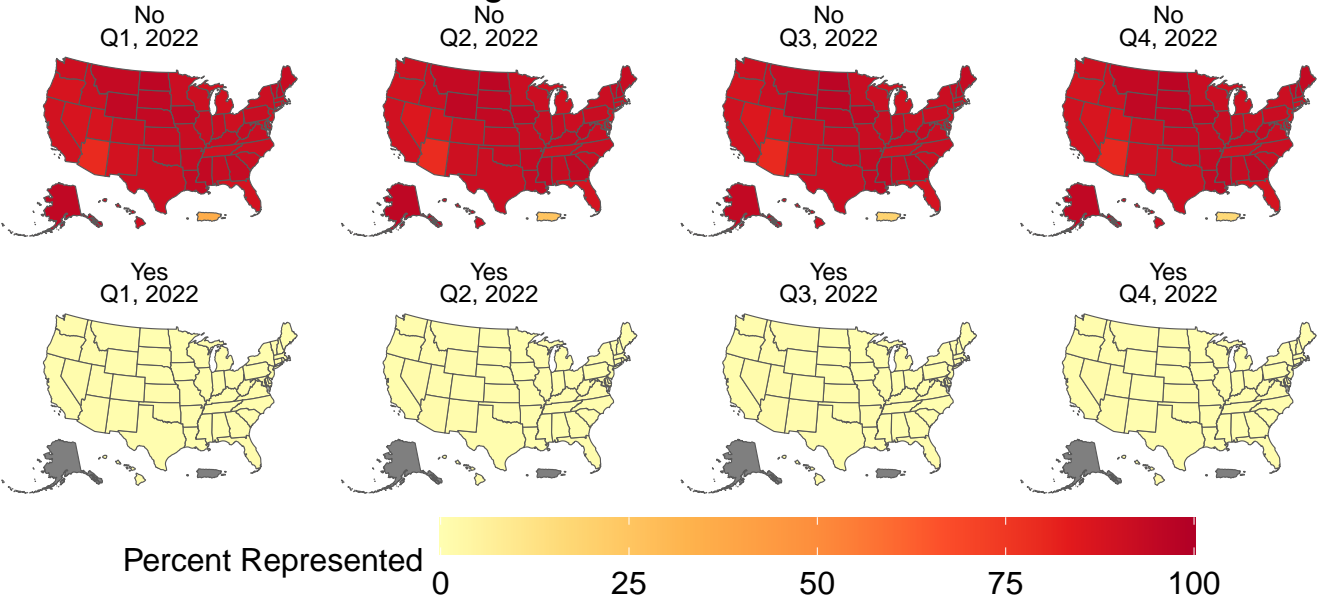 No
Q1, 2022
No
Q2, 2022
No
Q3, 2022
No
Q4, 2022
Yes
Q1, 2022
Yes
Q2, 2022
Yes
Q3, 2022
Yes
Q4, 2022
Percent Represented
0 25 50 75 100